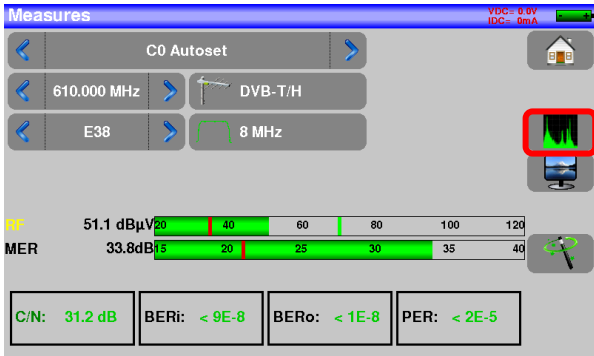 Measures
VDC= 0.0V
IDC= 0mA
C0 Autoset
610.000 MHz DVB-T/H
E38 8 MHz
RF 51.1 dBµV 20 40 60 80 100 120
MER 33.8dB 15 20 25 30 35 40
C/N: 31.2 dB BERi: < 9E-8 BERo: < 1E-8 PER: < 2E-5